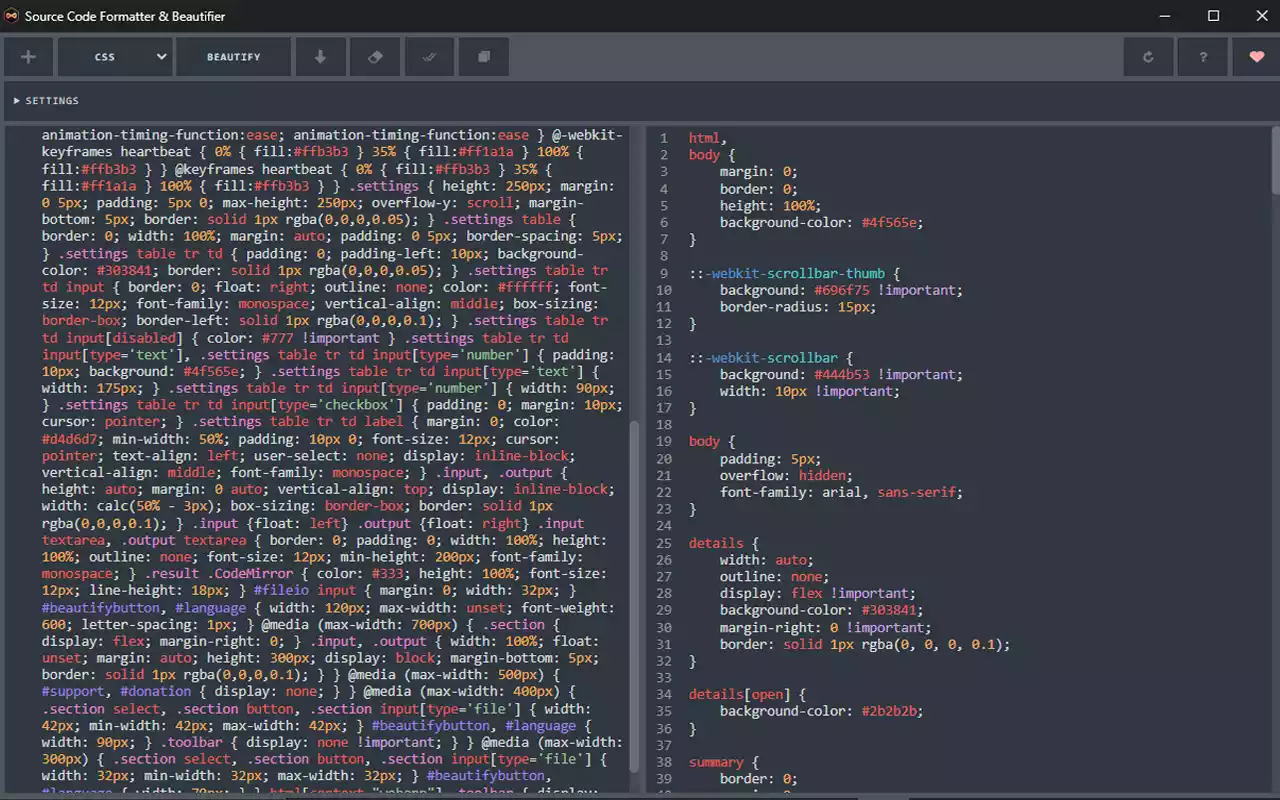 Source Code Formatter & Beautifier
CSS
BEAUTIFY
?
SETTINGS
animation-timing-function:ease; animation-timing-function:ease } @-webkit-
keyframes heartbeat { 0% { fill:#ffb3b3 } 35% { fill:#ff1a1a } 100% {
fill:#ffb3b3 } } @keyframes heartbeat { 0% { fill:#ffb3b3 } 35% {
fill:#ff1a1a } 100% { fill:#ffb3b3 } } .settings { height: 250px; margin:
0 5px; padding: 5px 0; max-height: 250px; overflow-y: scroll; margin-
bottom: 5px; border: solid 1px rgba(0,0,0,0.05); } .settings table {
border: 0; width: 100%; margin: auto; padding: 0 5px; border-spacing: 5px;
} .settings table tr td { padding: 0; padding-left: 10px; background-
color: #303841; border: solid 1px rgba(0,0,0,0.05); } .settings table tr
td input { border: 0; float: right; outline: none; color: #ffffff; font-
size: 12px; font-family: monospace; vertical-align: middle; box-sizing:
border-box; border-left: solid 1px rgba(0,0,0,0.1); } .settings table tr
td input[disabled] { color: #777 !important } .settings table tr td
input[type='text'], .settings table tr td input[type='number'] { padding:
10px; background: #4f565e; } .settings table tr td input[type='text'] {
width: 175px; } .settings table tr td input[type='number'] { width: 90px;
} .settings table tr td input[type='checkbox'] { padding: 0; margin: 10px;
cursor: pointer; } .settings table tr td label { margin: 0; color:
#d4d6d7; min-width: 50%; padding: 10px 0; font-size: 12px; cursor:
pointer; text-align: left; user-select: none; display: inline-block;
vertical-align: middle; font-family: monospace; } .input, .output {
height: auto; margin: 0 auto; vertical-align: top; display: inline-block;
width: calc(50% - 3px); box-sizing: border-box; border: solid 1px
rgba(0,0,0,0.1); } .input {float: left} .output {float: right} .input
textarea, .output textarea { border: 0; padding: 0; width: 100%; height:
100%; outline: none; font-size: 12px; min-height: 200px; font-family:
monospace; } .result .CodeMirror { color: #333; height: 100%; font-size:
12px; line-height: 18px; } #fileio input { margin: 0; width: 32px; }
#beautifybutton, #language { width: 120px; max-width: unset; font-weight:
600; letter-spacing: 1px; } @media (max-width: 700px) { .section {
display: flex; margin-right: 0; } .input, .output { width: 100%; float:
unset; margin: auto; height: 300px; display: block; margin-bottom: 5px;
border: solid 1px rgba(0,0,0,0.1); } } @media (max-width: 500px) {
#support, #donation { display: none; } } @media (max-width: 400px) {
.section select, .section button, .section input[type='file'] { width:
42px; min-width: 42px; max-width: 42px; } #beautifybutton, #language {
width: 90px; } .toolbar { display: none !important; } } @media (max-width:
300px) { .section select, .section button, .section input[type='file'] {
width: 32px; min-width: 32px; max-width: 32px; } #beautifybutton,
#language { width: 70px; } } html[context="webapp"] .toolbar { display:
1 html,
2 body {
3 margin: 0;
4 border: 0;
5 height: 100%;
6 background-color: #4f565e;
7 }
8
9 ::-webkit-scrollbar-thumb {
10 background: #696f75 !important;
11 border-radius: 15px;
12 }
13
14 ::-webkit-scrollbar {
15 background: #444b53 !important;
16 width: 10px !important;
17 }
18
19 body {
20 padding: 5px;
21 overflow: hidden;
22 font-family: arial, sans-serif;
23 }
24
25 details {
26 width: auto;
27 outline: none;
28 display: flex !important;
29 background-color: #303841;
30 margin-right: 0 !important;
31 border: solid 1px rgba(0, 0, 0, 0.1);
32 }
33
34 details[open] {
35 background-color: #2b2b2b;
36 }
37
38 summary {
39 border: 0;